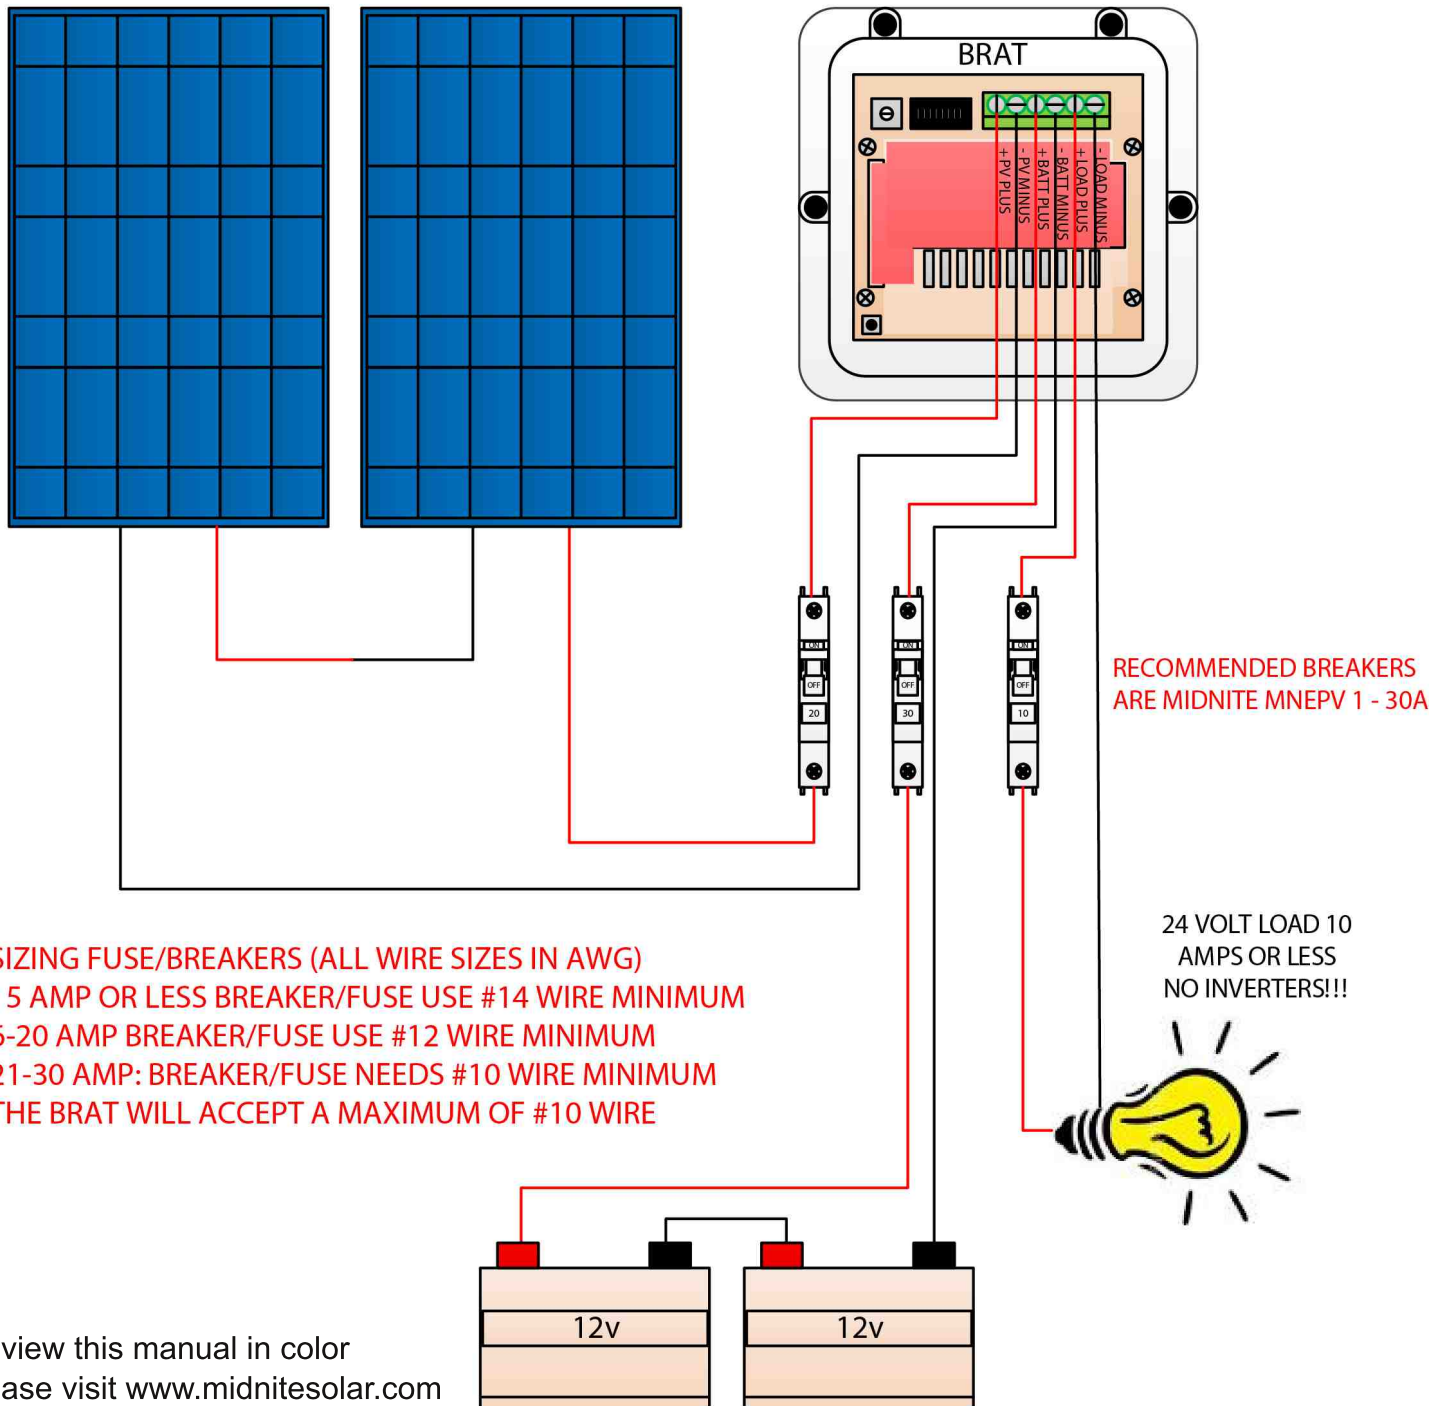 BRAT
+ PV PLUS
- PV MINUS
+ BATT PLUS
- BATT MINUS
+ LOAD PLUS
- LOAD MINUS
ON
OFF
20
ON
OFF
30
ON
OFF
10
RECOMMENDED BREAKERS
ARE MIDNITE MNEPV 1 - 30A
24 VOLT LOAD 10
AMPS OR LESS
NO INVERTERS!!!
SIZING FUSE/BREAKERS (ALL WIRE SIZES IN AWG)
5 AMP OR LESS BREAKER/FUSE USE #14 WIRE MINIMUM
6-20 AMP BREAKER/FUSE USE #12 WIRE MINIMUM
21-30 AMP: BREAKER/FUSE NEEDS #10 WIRE MINIMUM
THE BRAT WILL ACCEPT A MAXIMUM OF #10 WIRE
12v
12v
view this manual in color
ase visit www.midnitesolar.com